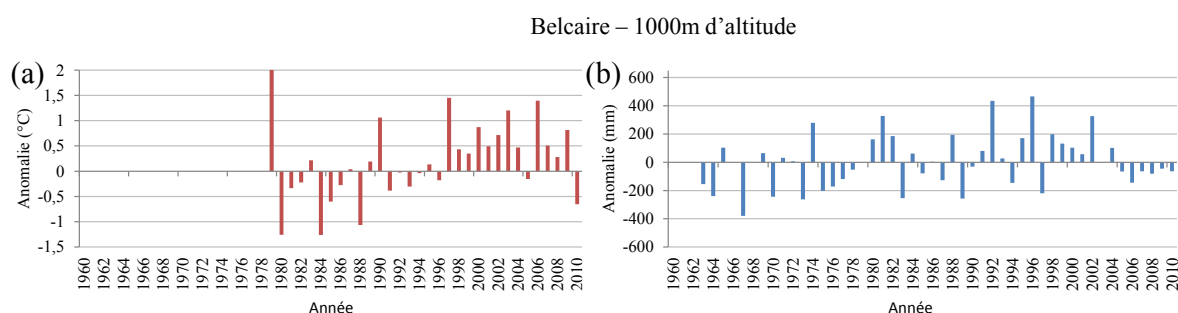 Belcaire – 1000m d'altitude
(a)
Anomalie (°C)
2
1,5
1
0,5
0
-0,5
-1
-1,5
1960 1962 1964 1966 1968 1970 1972 1974 1976 1978 1980 1982 1984 1986 1988 1990 1992 1994 1996 1998 2000 2002 2004 2006 2008 2010
Année
(b)
Anomalie (mm)
600
400
200
0
-200
-400
-600
1960 1962 1964 1966 1968 1970 1972 1974 1976 1978 1980 1982 1984 1986 1988 1990 1992 1994 1996 1998 2000 2002 2004 2006 2008 2010
Année